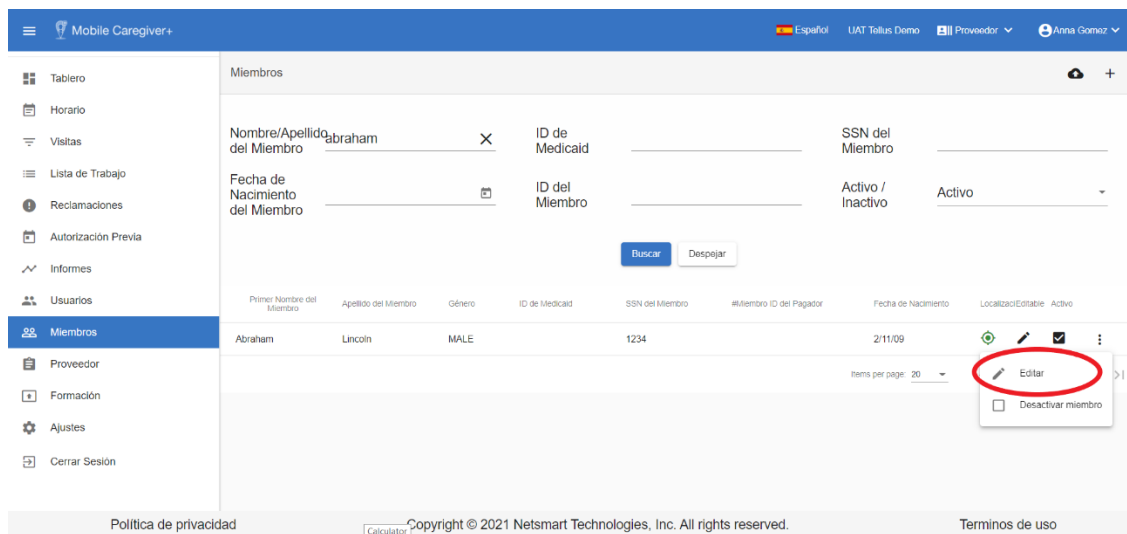 Mobile Caregiver+
Español
UAT Tellus Demo
Proveedor
Anna Gomez
Tablero
Horario
Visitas
Lista de Trabajo
Reclamaciones
Autorización Previa
Informes
Usuarios
Miembros
Proveedor
Formación
Ajustes
Cerrar Sesión
Miembros
Nombre/Apellido
del Miembro
abraham
ID de
Medicaid
SSN del
Miembro
Fecha de
Nacimiento
del Miembro
ID del
Miembro
Activo /
Inactivo
Activo
Buscar
Despejar
Primer Nombre del
Miembro
Apellido del Miembro
Género
ID de Medicaid
SSN del Miembro
#Miembro ID del Pagador
Fecha de Nacimiento
Localizaci
Editable
Activo
Abraham
Lincoln
MALE
1234
2/11/09
Items per page:
20
Editar
Desactivar miembro
Política de privacidad
Calculator
Copyright © 2021 Netsmart Technologies, Inc. All rights reserved.
Terminos de uso